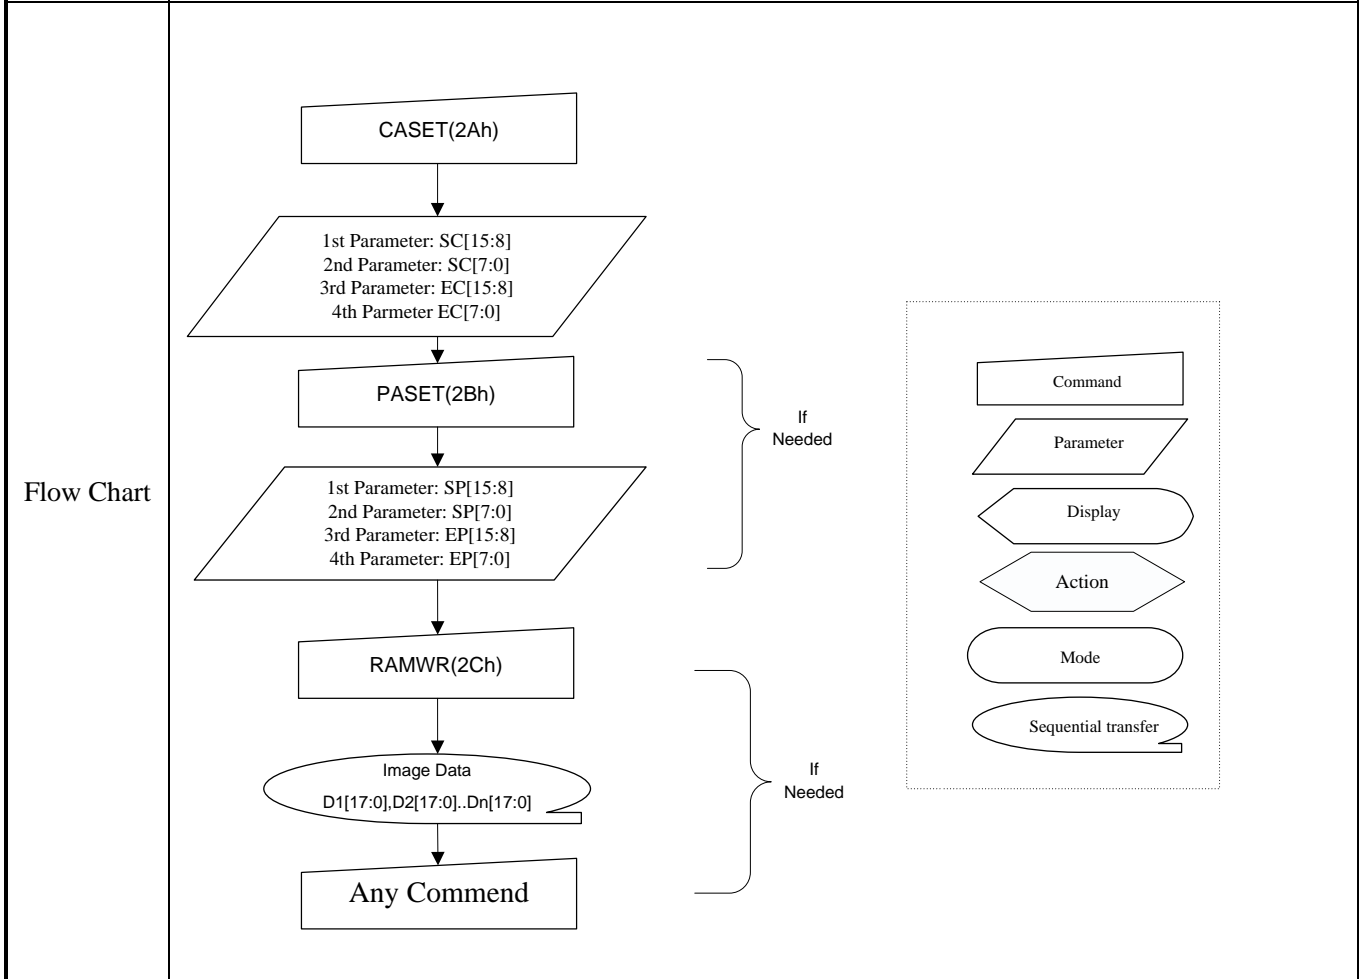 Flow Chart
CASET(2Ah)
1st Parameter: SC[15:8]
2nd Parameter: SC[7:0]
3rd Parameter: EC[15:8]
4th Parmeter EC[7:0]
PASET(2Bh)
1st Parameter: SP[15:8]
2nd Parameter: SP[7:0]
3rd Parameter: EP[15:8]
4th Parameter: EP[7:0]
If
Needed
RAMWR(2Ch)
Image Data
D1[17:0],D2[17:0]..Dn[17:0]
Any Commend
If
Needed
Command
Parameter
Display
Action
Mode
Sequential transfer